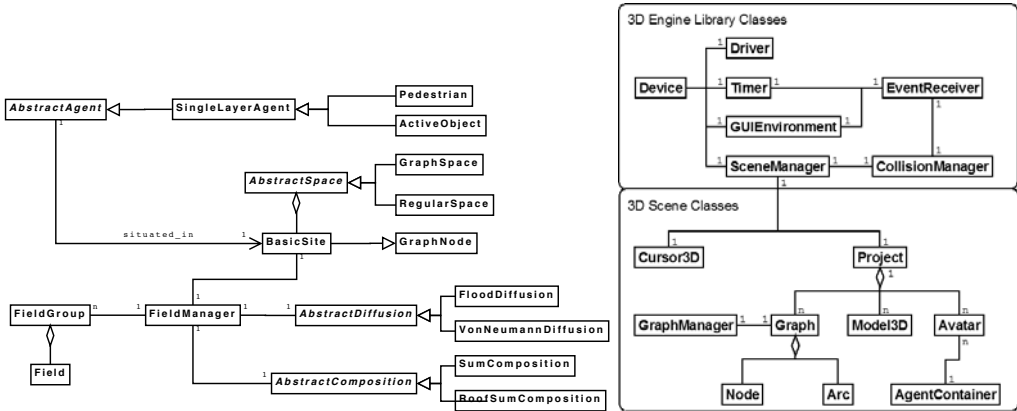 AbstractAgent
SingleLayerAgent
Pedestrian
ActiveObject
1
GraphSpace
AbstractSpace
RegularSpace
situated_in
1
BasicSite
GraphNode
1
1
FieldGroup
n
1
FieldManager
1
1
AbstractDiffusion
FloodDiffusion
VonNeumannDiffusion
1
Field
1
AbstractComposition
SumComposition
RoofSumComposition
3D Engine Library Classes
1
Driver
Device
1
Timer
1
1
EventReceiver
1
GUIEnvironment
1
1
1
SceneManager
1
1
1
CollisionManager
1
3D Scene Classes
1
Cursor3D
1
Project
1
GraphManager
1
1
n
Graph
n
Model3D
n
Avatar
n
Node
Arc
1
AgentContainer